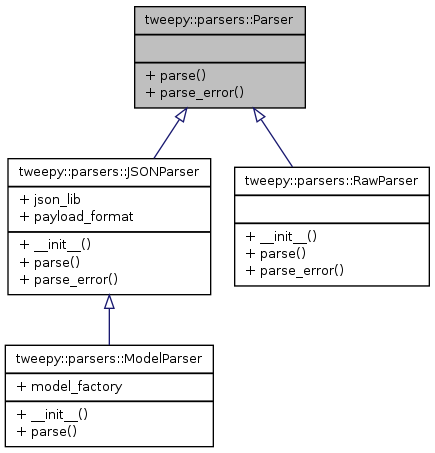 tweepy::parsers::Parser
+ parse()
+ parse_error()
tweepy::parsers::JSONParser
+ json_lib
+ payload_format
+ __init__()
+ parse()
+ parse_error()
tweepy::parsers::RawParser
+ __init__()
+ parse()
+ parse_error()
tweepy::parsers::ModelParser
+ model_factory
+ __init__()
+ parse()